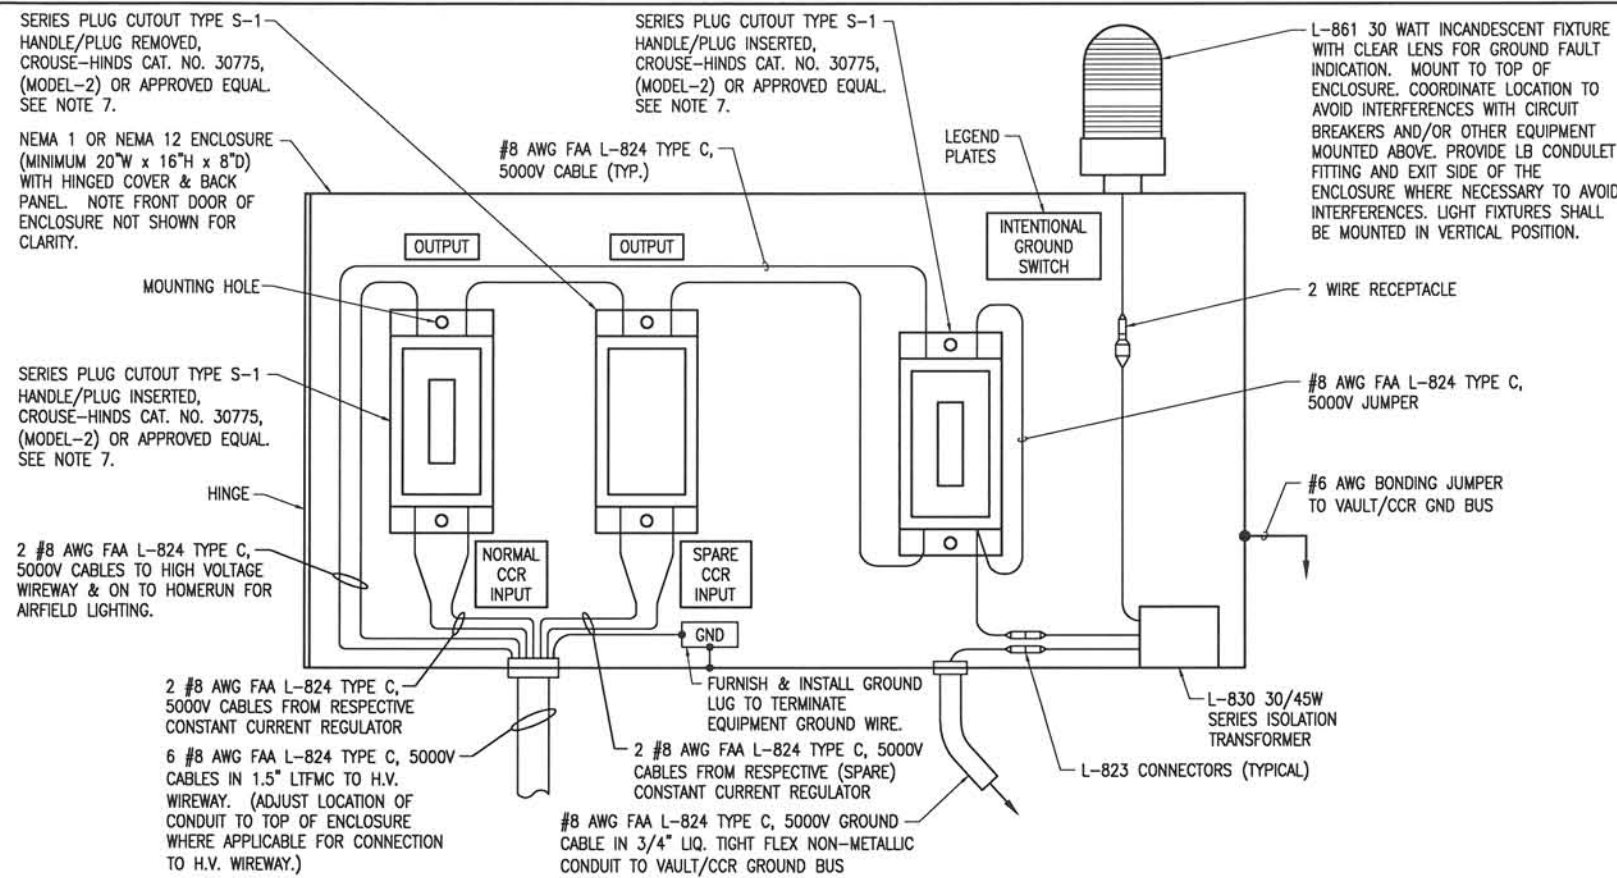 SERIES PLUG CUTOUT TYPE S-1
HANDLE/PLUG REMOVED,
CROUSE-HINDS CAT. NO. 30775,
(MODEL-2) OR APPROVED EQUAL.
SEE NOTE 7.
NEMA 1 OR NEMA 12 ENCLOSURE
(MINIMUM 20"W x 16"H x 8"D)
WITH HINGED COVER & BACK
PANEL. NOTE FRONT DOOR OF
ENCLOSURE NOT SHOWN FOR
CLARITY.
MOUNTING HOLE
SERIES PLUG CUTOUT TYPE S-1
HANDLE/PLUG INSERTED,
CROUSE-HINDS CAT. NO. 30775,
(MODEL-2) OR APPROVED EQUAL.
SEE NOTE 7.
HINGE
2 #8 AWG FAA L-824 TYPE C,
5000V CABLES TO HIGH VOLTAGE
WIREWAY & ON TO HOMERUN FOR
AIRFIELD LIGHTING.
SERIES PLUG CUTOUT TYPE S-1
HANDLE/PLUG INSERTED,
CROUSE-HINDS CAT. NO. 30775,
(MODEL-2) OR APPROVED EQUAL.
SEE NOTE 7.
#8 AWG FAA L-824 TYPE C,
5000V CABLE (TYP.)
LEGEND
PLATES
OUTPUT
OUTPUT
INTENTIONAL
GROUND
SWITCH
NORMAL
CCR
INPUT
SPARE
CCR
INPUT
GND
L-861 30 WATT INCANDESCENT FIXTURE
WITH CLEAR LENS FOR GROUND FAULT
INDICATION. MOUNT TO TOP OF
ENCLOSURE. COORDINATE LOCATION TO
AVOID INTERFERENCES WITH CIRCUIT
BREAKERS AND/OR OTHER EQUIPMENT
MOUNTED ABOVE. PROVIDE LB CONDULET
FITTING AND EXIT SIDE OF THE
ENCLOSURE WHERE NECESSARY TO AVOID
INTERFERENCES. LIGHT FIXTURES SHALL
BE MOUNTED IN VERTICAL POSITION.
2 WIRE RECEPTACLE
#8 AWG FAA L-824 TYPE C,
5000V JUMPER
#6 AWG BONDING JUMPER
TO VAULT/CCR GND BUS
2 #8 AWG FAA L-824 TYPE C,
5000V CABLES FROM RESPECTIVE
CONSTANT CURRENT REGULATOR
6 #8 AWG FAA L-824 TYPE C, 5000V
CABLES IN 1.5" LTFMC TO H.V.
WIREWAY. (ADJUST LOCATION OF
CONDUIT TO TOP OF ENCLOSURE
WHERE APPLICABLE FOR CONNECTION
TO H.V. WIREWAY.)
FURNISH & INSTALL GROUND
LUG TO TERMINATE
EQUIPMENT GROUND WIRE.
2 #8 AWG FAA L-824 TYPE C, 5000V
CABLES FROM RESPECTIVE (SPARE)
CONSTANT CURRENT REGULATOR
#8 AWG FAA L-824 TYPE C, 5000V GROUND
CABLE IN 3/4" LIQ. TIGHT FLEX NON-METALLIC
CONDUIT TO VAULT/CCR GROUND BUS
L-830 30/45W
SERIES ISOLATION
TRANSFORMER
L-823 CONNECTORS (TYPICAL)